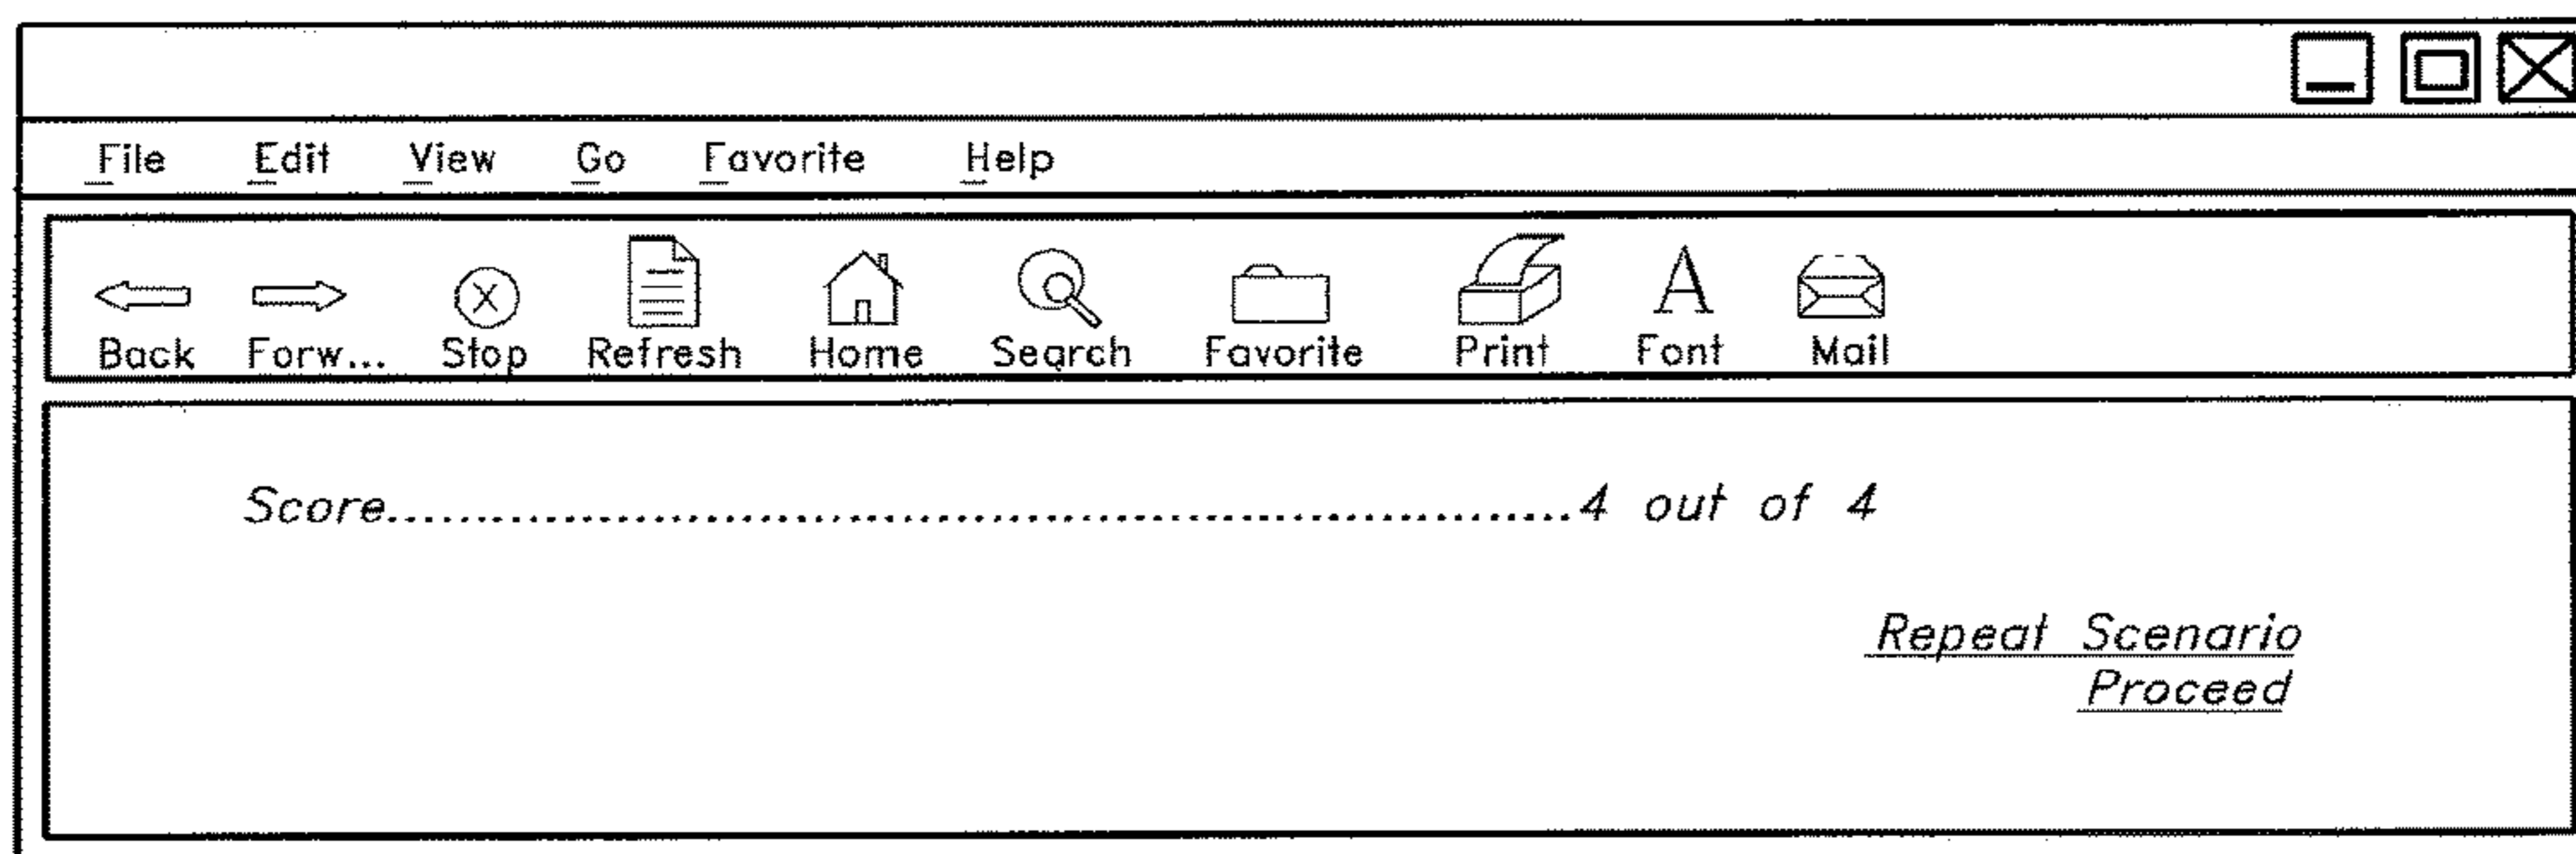 File Edit View Go Favorite Help
Back Forw... Stop Refresh Home Search Favorite Print Font Mail
A
Score.........................................................4 out of 4
Repeat Scenario
Proceed